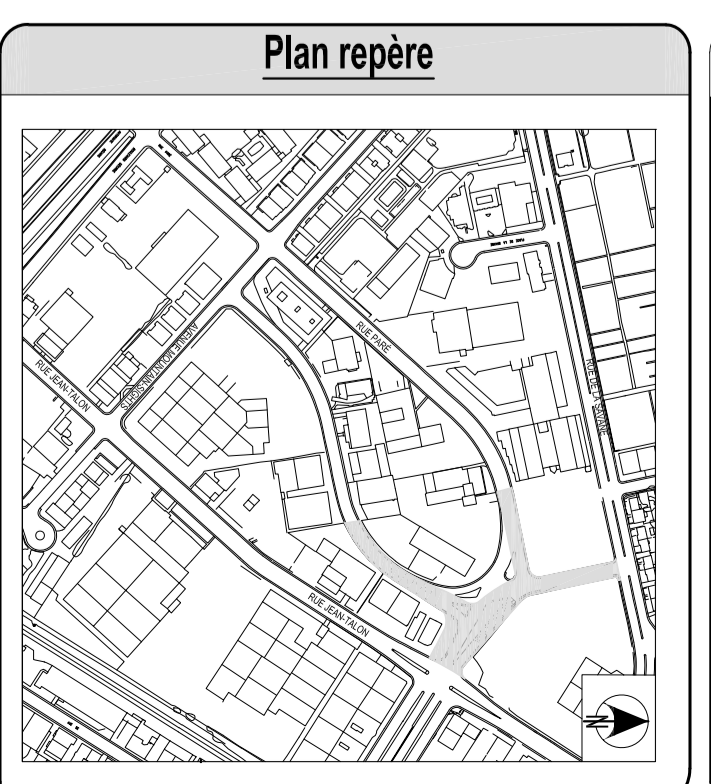 Plan repère
RUE PARÉ
AVENUE MOUNTAIN SIGHTS
RUE JEAN-TALON
RUE DE LA SAVANE
RUE JEAN-TALON
N